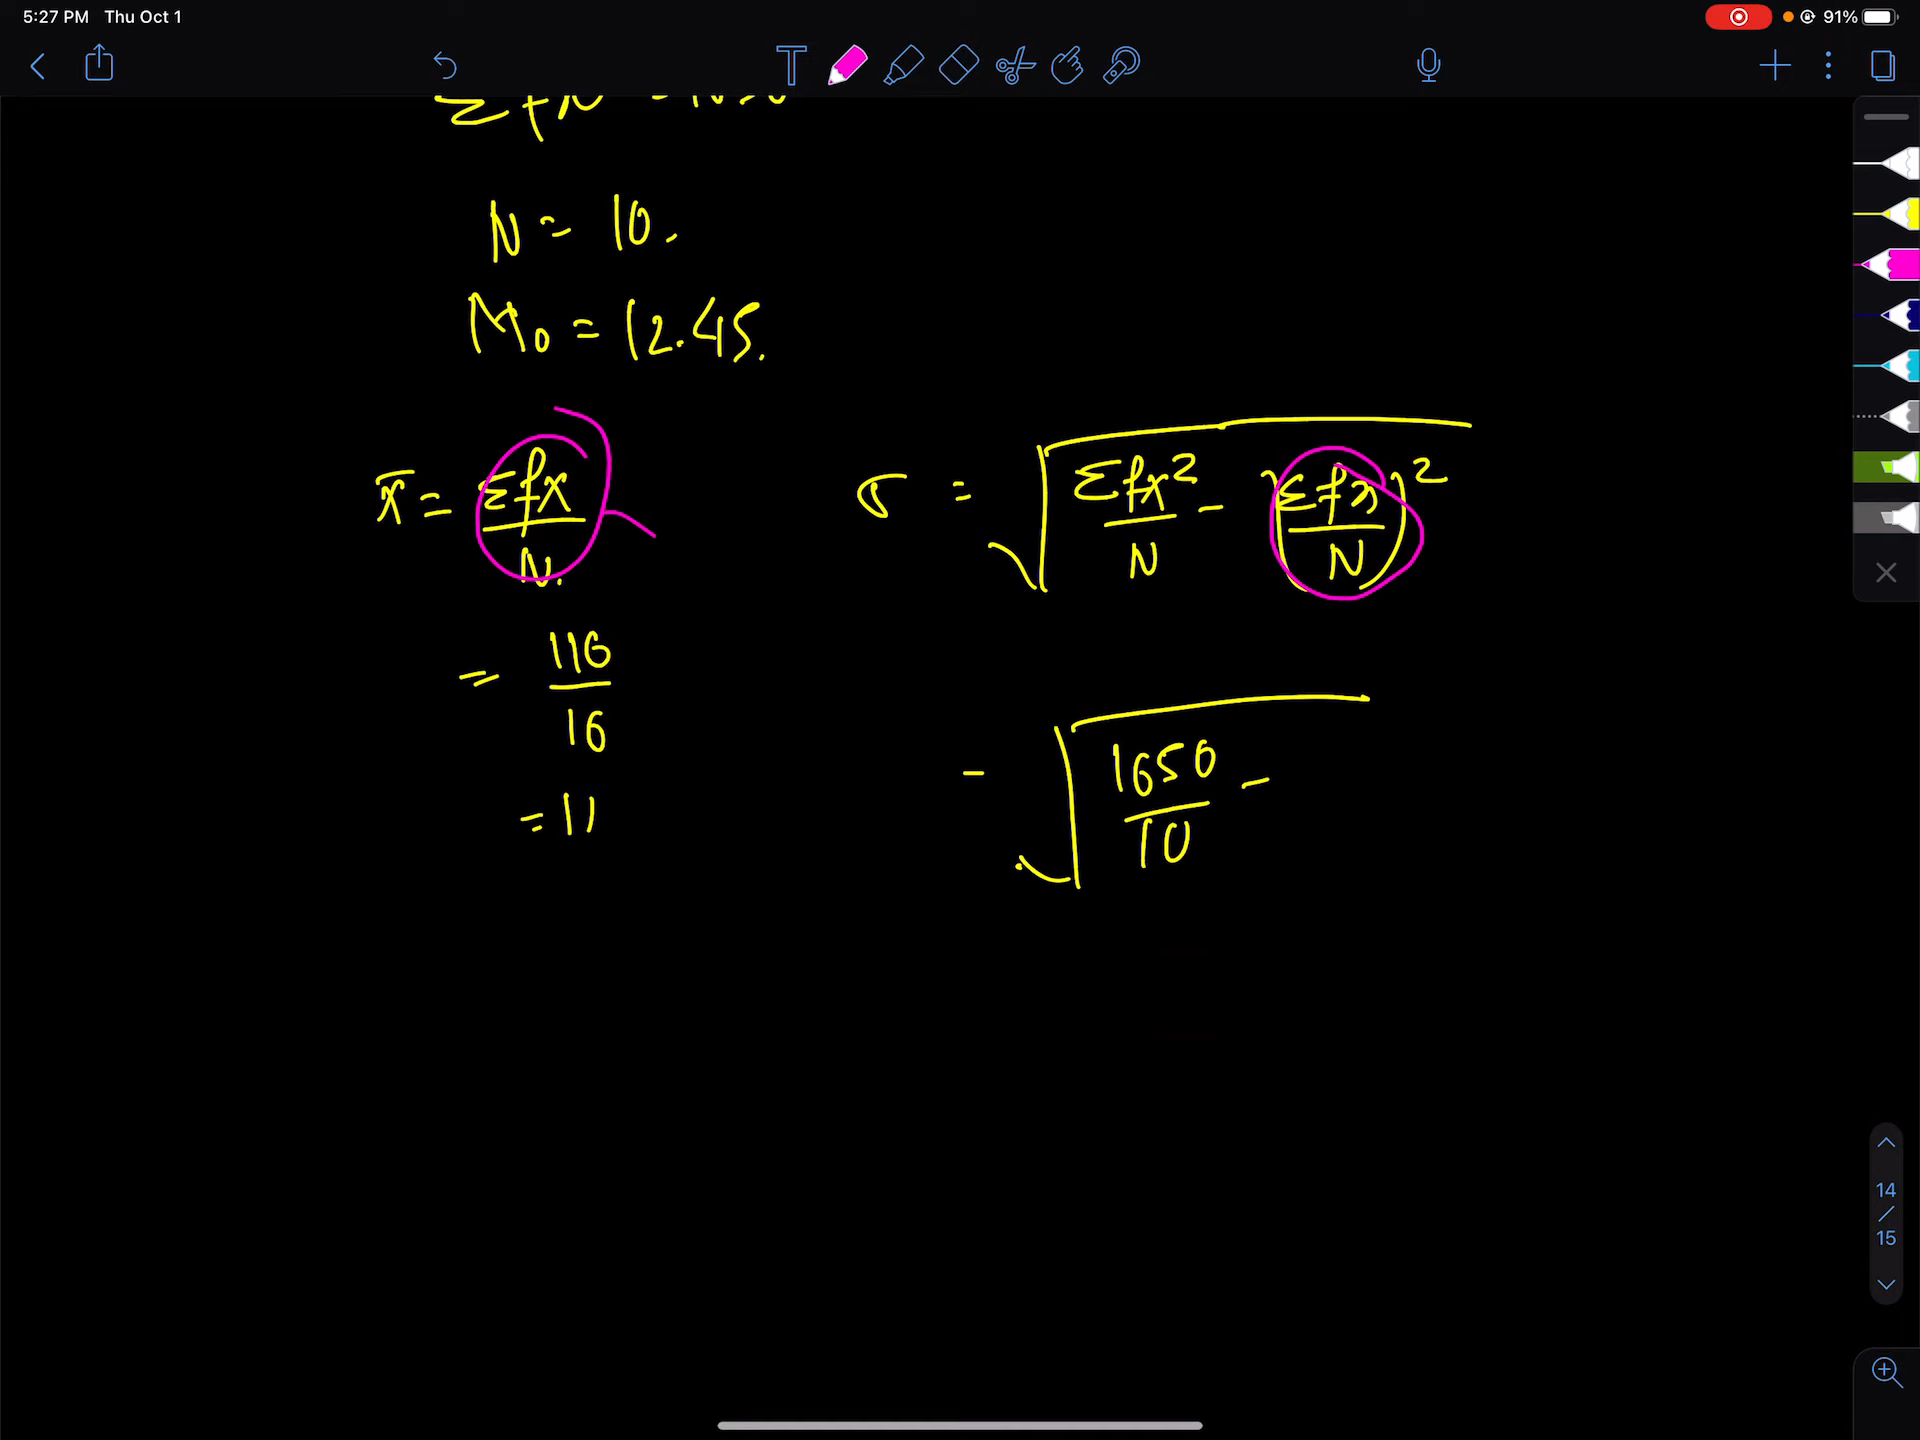 5:27 PM Thu Oct 1
91%
N = 10.
M₀ = 12.45.
x̄ = Σfx / N.
σ = √( Σfx² / N - ( Σfx / N )² )
= 116 / 16
= 11
- √( 1650 / 10 -
14
/
15